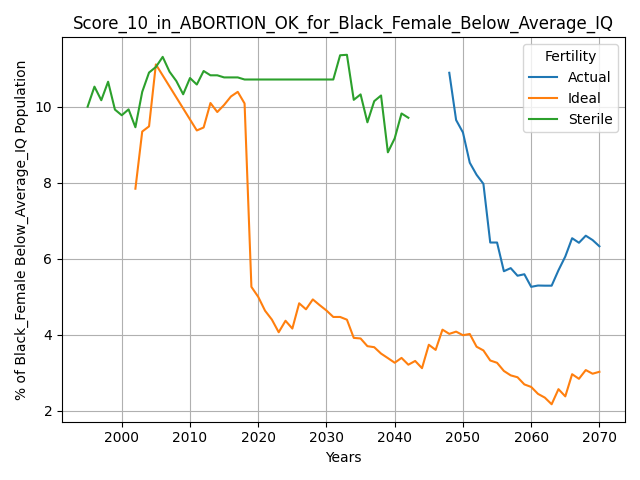 Score_10_in_ABORTION_OK_for_Black_Female_Below_Average_IQ
% of Black_Female Below_Average_IQ Population
10
8
6
4
2
Fertility
Actual
Ideal
Sterile
2000 2010 2020 2030 2040 2050 2060 2070
Years